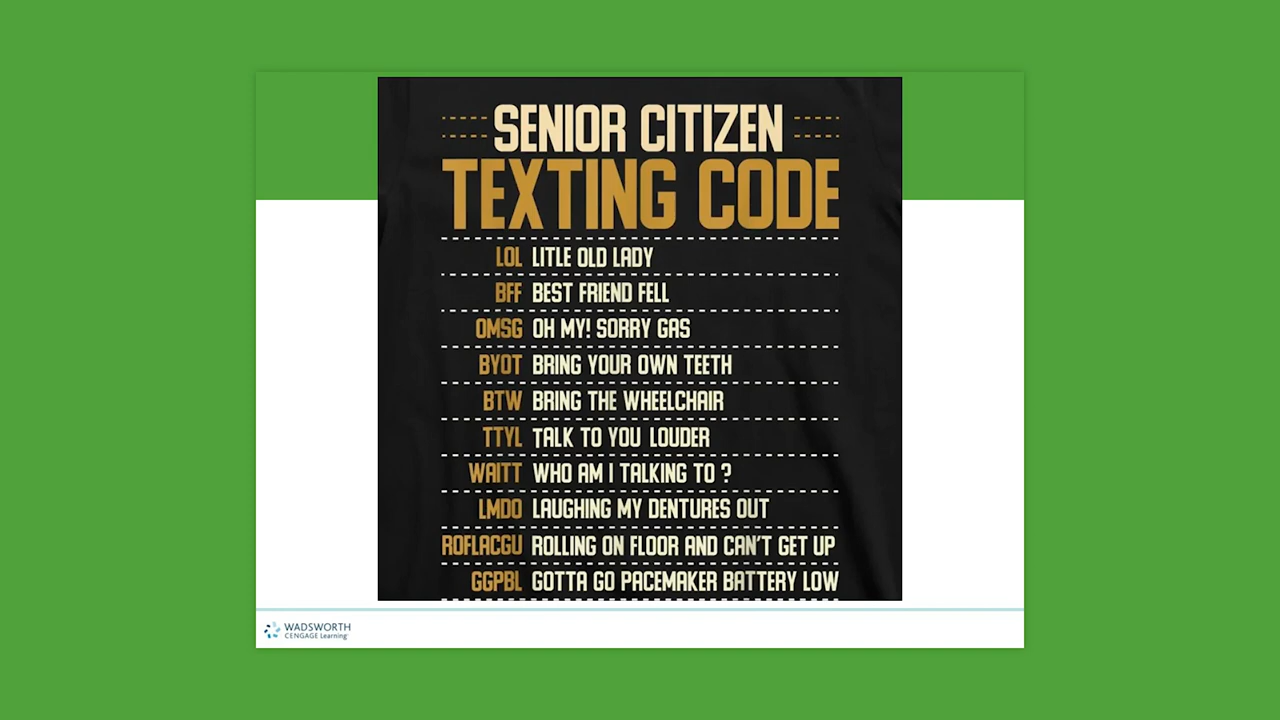 SENIOR CITIZEN
TEXTING CODE
LOL LITLE OLD LADY
BFF BEST FRIEND FELL
OMSG OH MY! SORRY GAS
BYOT BRING YOUR OWN TEETH
BTW BRING THE WHEELCHAIR
TTYL TALK TO YOU LOUDER
WAITT WHO AM I TALKING TO ?
LMDO LAUGHING MY DENTURES OUT
ROFLACGU ROLLING ON FLOOR AND CAN'T GET UP
GGPBL GOTTA GO PACEMAKER BATTERY LOW
WADSWORTH
CENGAGE Learning